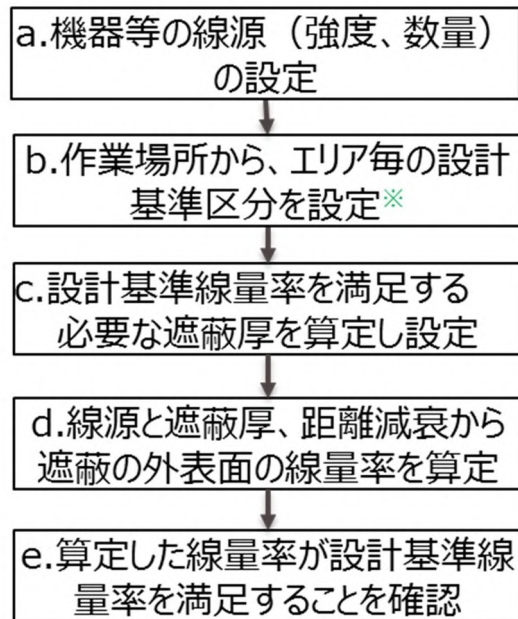 a.機器等の線源（強度、数量）
の設定
b.作業場所から、エリア毎の設計
基準区分を設定※
c.設計基準線量率を満足する
必要な遮蔽厚を算定し設定
d.線源と遮蔽厚、距離減衰から
遮蔽の外表面の線量率を算定
e.算定した線量率が設計基準線
量率を満足することを確認